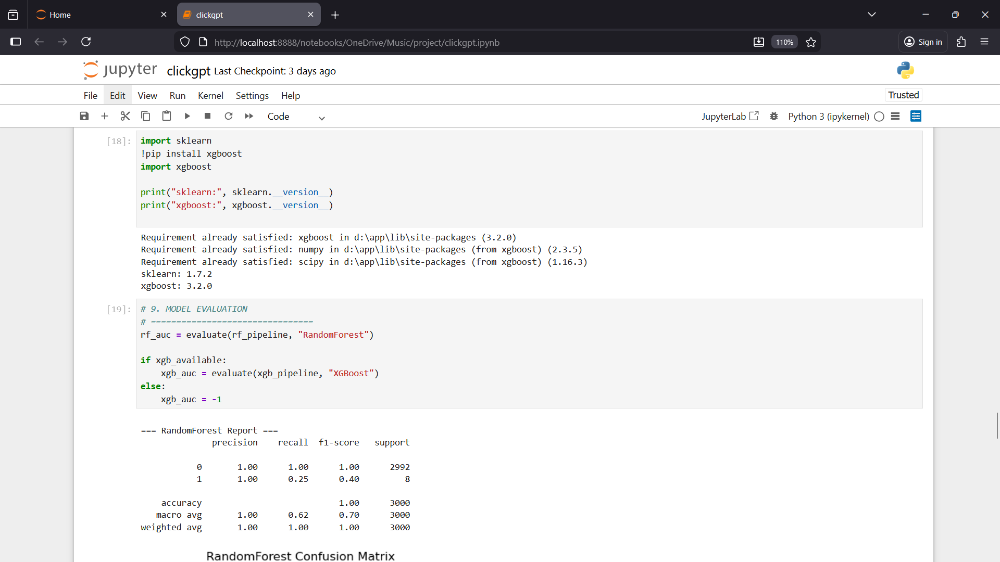 Home
clickgpt
http://localhost:8888/notebooks/OneDrive/Music/project/clickgpt.ipynb
110%
Sign in
jupyter clickgpt Last Checkpoint: 3 days ago
File Edit View Run Kernel Settings Help
Trusted
Code
JupyterLab
Python 3 (ipykernel)
[18]:
import sklearn
!pip install xgboost
import xgboost
print("sklearn:", sklearn.__version__)
print("xgboost:", xgboost.__version__)
Requirement already satisfied: xgboost in d:\app\lib\site-packages (3.2.0)
Requirement already satisfied: numpy in d:\app\lib\site-packages (from xgboost) (2.3.5)
Requirement already satisfied: scipy in d:\app\lib\site-packages (from xgboost) (1.16.3)
sklearn: 1.7.2
xgboost: 3.2.0
[19]:
# 9. MODEL EVALUATION
# ================================
rf_auc = evaluate(rf_pipeline, "RandomForest")
if xgb_available:
    xgb_auc = evaluate(xgb_pipeline, "XGBoost")
else:
    xgb_auc = -1
=== RandomForest Report ===
              precision    recall  f1-score   support
           0       1.00      1.00      1.00      2992
           1       1.00      0.25      0.40         8
    accuracy                           1.00      3000
   macro avg       1.00      0.62      0.70      3000
weighted avg       1.00      1.00      1.00      3000
RandomForest Confusion Matrix